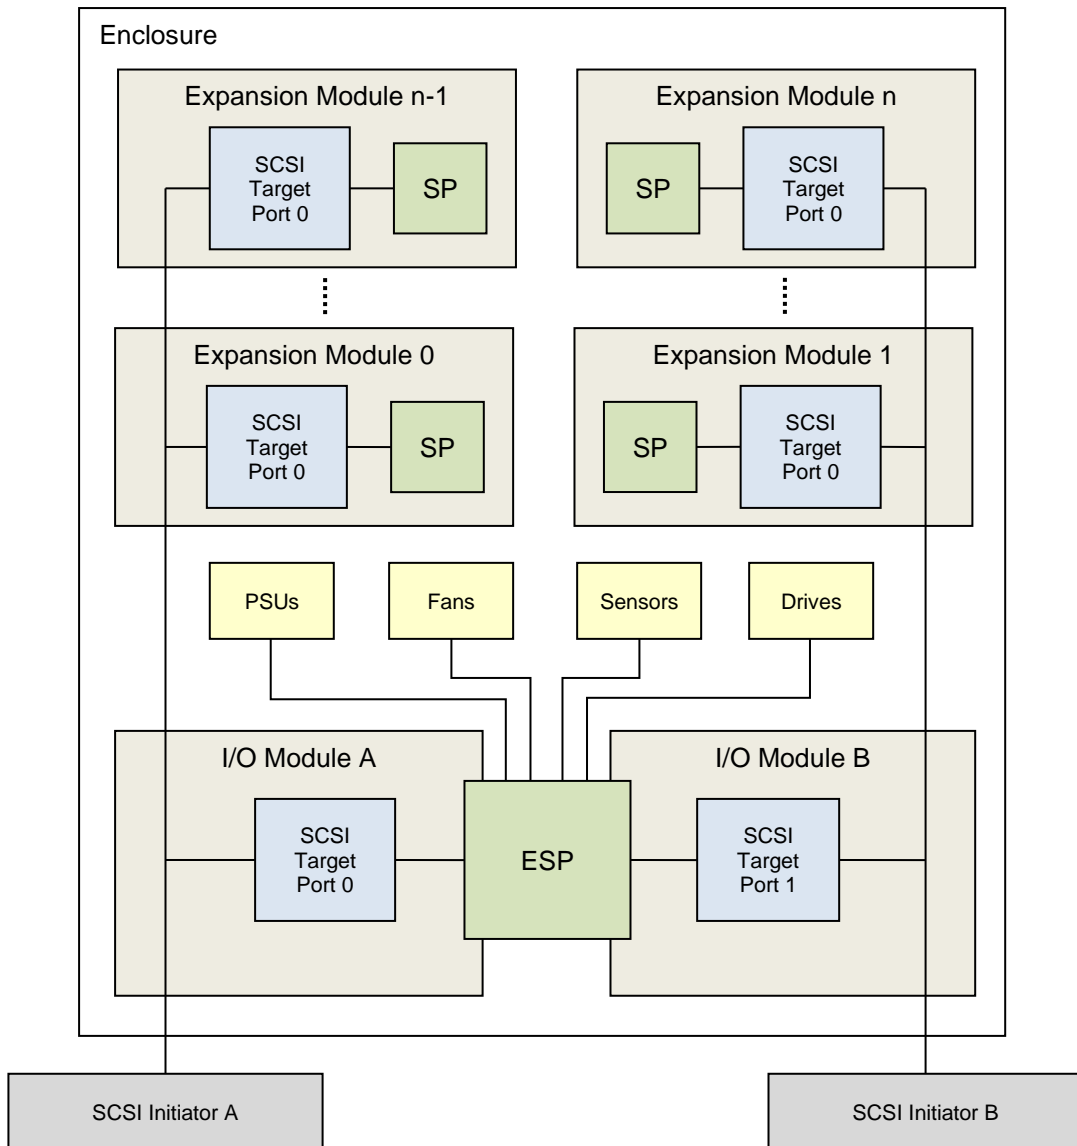 Enclosure
Expansion Module n-1
SCSI
Target
Port 0
SP
Expansion Module n
SP
SCSI
Target
Port 0
Expansion Module 0
SCSI
Target
Port 0
SP
Expansion Module 1
SP
SCSI
Target
Port 0
PSUs
Fans
Sensors
Drives
I/O Module A
SCSI
Target
Port 0
ESP
I/O Module B
SCSI
Target
Port 1
SCSI Initiator A
SCSI Initiator B